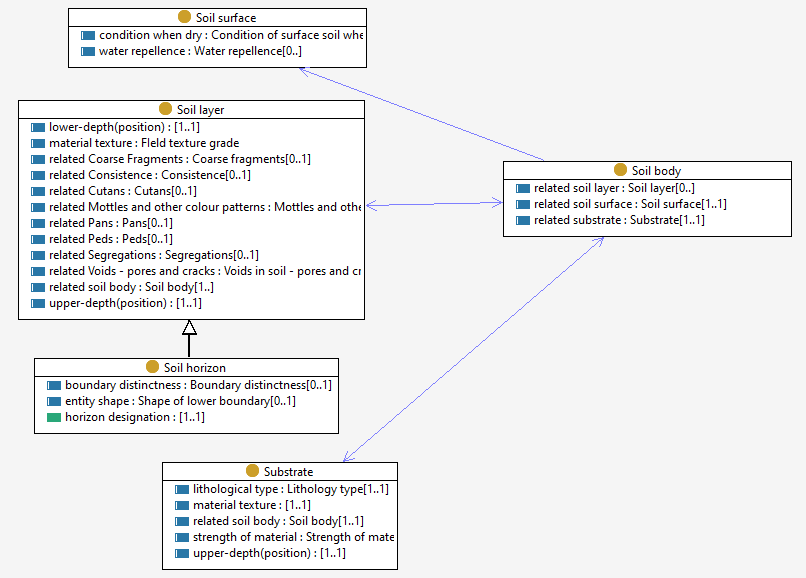 Soil surface
condition when dry : Condition of surface soil whe
water repellence : Water repellence[0..]
Soil layer
lower-depth(position) : [1..1]
material texture : FIeld texture grade
related Coarse Fragments : Coarse fragments[0..1]
related Consistence : Consistence[0..1]
related Cutans : Cutans[0..1]
related Mottles and other colour patterns : Mottles and othe
related Pans : Pans[0..1]
related Peds : Peds[0..1]
related Segregations : Segregations[0..1]
related Voids - pores and cracks : Voids in soil - pores and cr
related soil body : Soil body[1..]
upper-depth(position) : [1..1]
Soil body
related soil layer : Soil layer[0..]
related soil surface : Soil surface[1..1]
related substrate : Substrate[1..1]
Soil horizon
boundary distinctness : Boundary distinctness[0..1]
entity shape : Shape of lower boundary[0..1]
horizon designation : [1..1]
Substrate
lithological type : Lithology type[1..1]
material texture : [1..1]
related soil body : Soil body[1..1]
strength of material : Strength of mate
upper-depth(position) : [1..1]